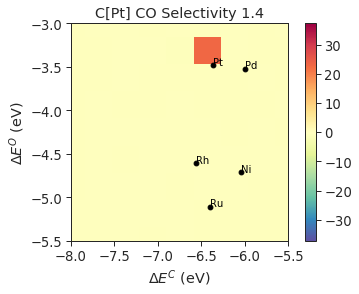 C[Pt] CO Selectivity 1.4
−3.0
−3.5
−4.0
−4.5
−5.0
−5.5
ΔE^O (eV)
Pt
Pd
Rh
Ni
Ru
−8.0 −7.5 −7.0 −6.5 −6.0 −5.5
ΔE^C (eV)
30
20
10
0
−10
−20
−30